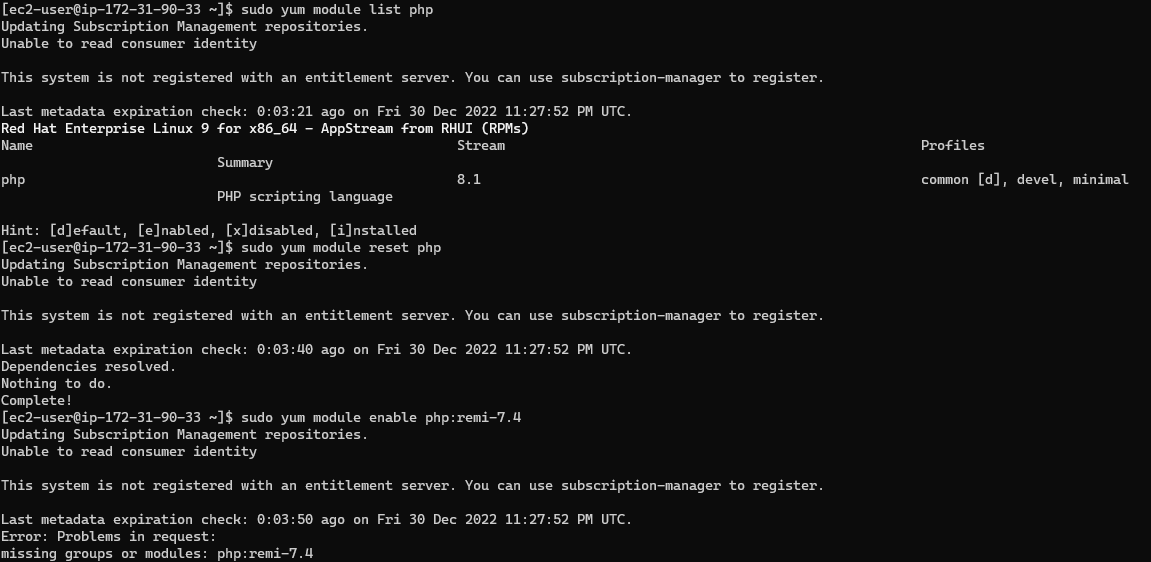 [ec2-user@ip-172-31-90-33 ~]$ sudo yum module list php
Updating Subscription Management repositories.
Unable to read consumer identity
This system is not registered with an entitlement server. You can use subscription-manager to register.
Last metadata expiration check: 0:03:21 ago on Fri 30 Dec 2022 11:27:52 PM UTC.
Red Hat Enterprise Linux 9 for x86_64 - AppStream from RHUI (RPMs)
Name Stream Profiles
Summary
php 8.1 common [d], devel, minimal
PHP scripting language
Hint: [d]efault, [e]nabled, [x]disabled, [i]nstalled
[ec2-user@ip-172-31-90-33 ~]$ sudo yum module reset php
Updating Subscription Management repositories.
Unable to read consumer identity
This system is not registered with an entitlement server. You can use subscription-manager to register.
Last metadata expiration check: 0:03:40 ago on Fri 30 Dec 2022 11:27:52 PM UTC.
Dependencies resolved.
Nothing to do.
Complete!
[ec2-user@ip-172-31-90-33 ~]$ sudo yum module enable php:remi-7.4
Updating Subscription Management repositories.
Unable to read consumer identity
This system is not registered with an entitlement server. You can use subscription-manager to register.
Last metadata expiration check: 0:03:50 ago on Fri 30 Dec 2022 11:27:52 PM UTC.
Error: Problems in request:
missing groups or modules: php:remi-7.4